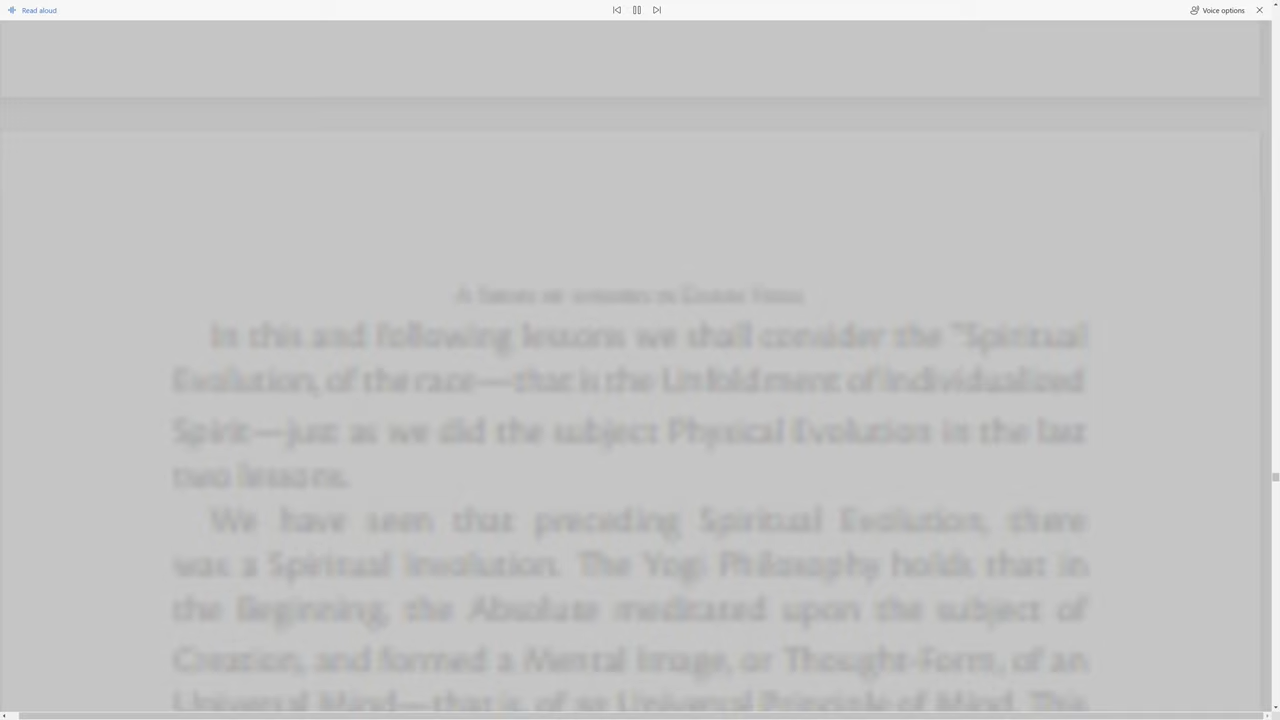 Read aloud
Voice options
In this and following lessons we shall consider the "Spiritual
Evolution, of the race—that is the Unfoldment of Individualized
Spirit—just as we did the subject Physical Evolution in the last
two lessons.
We have seen that preceding Spiritual Evolution, there
was a Spiritual Involution. The Yogi Philosophy holds that in
the Beginning, the Absolute meditated upon the subject of
Creation, and formed a Mental Image, or Thought-Form, of an
Universal Mind—that is, of an Universal Principle of Mind. This